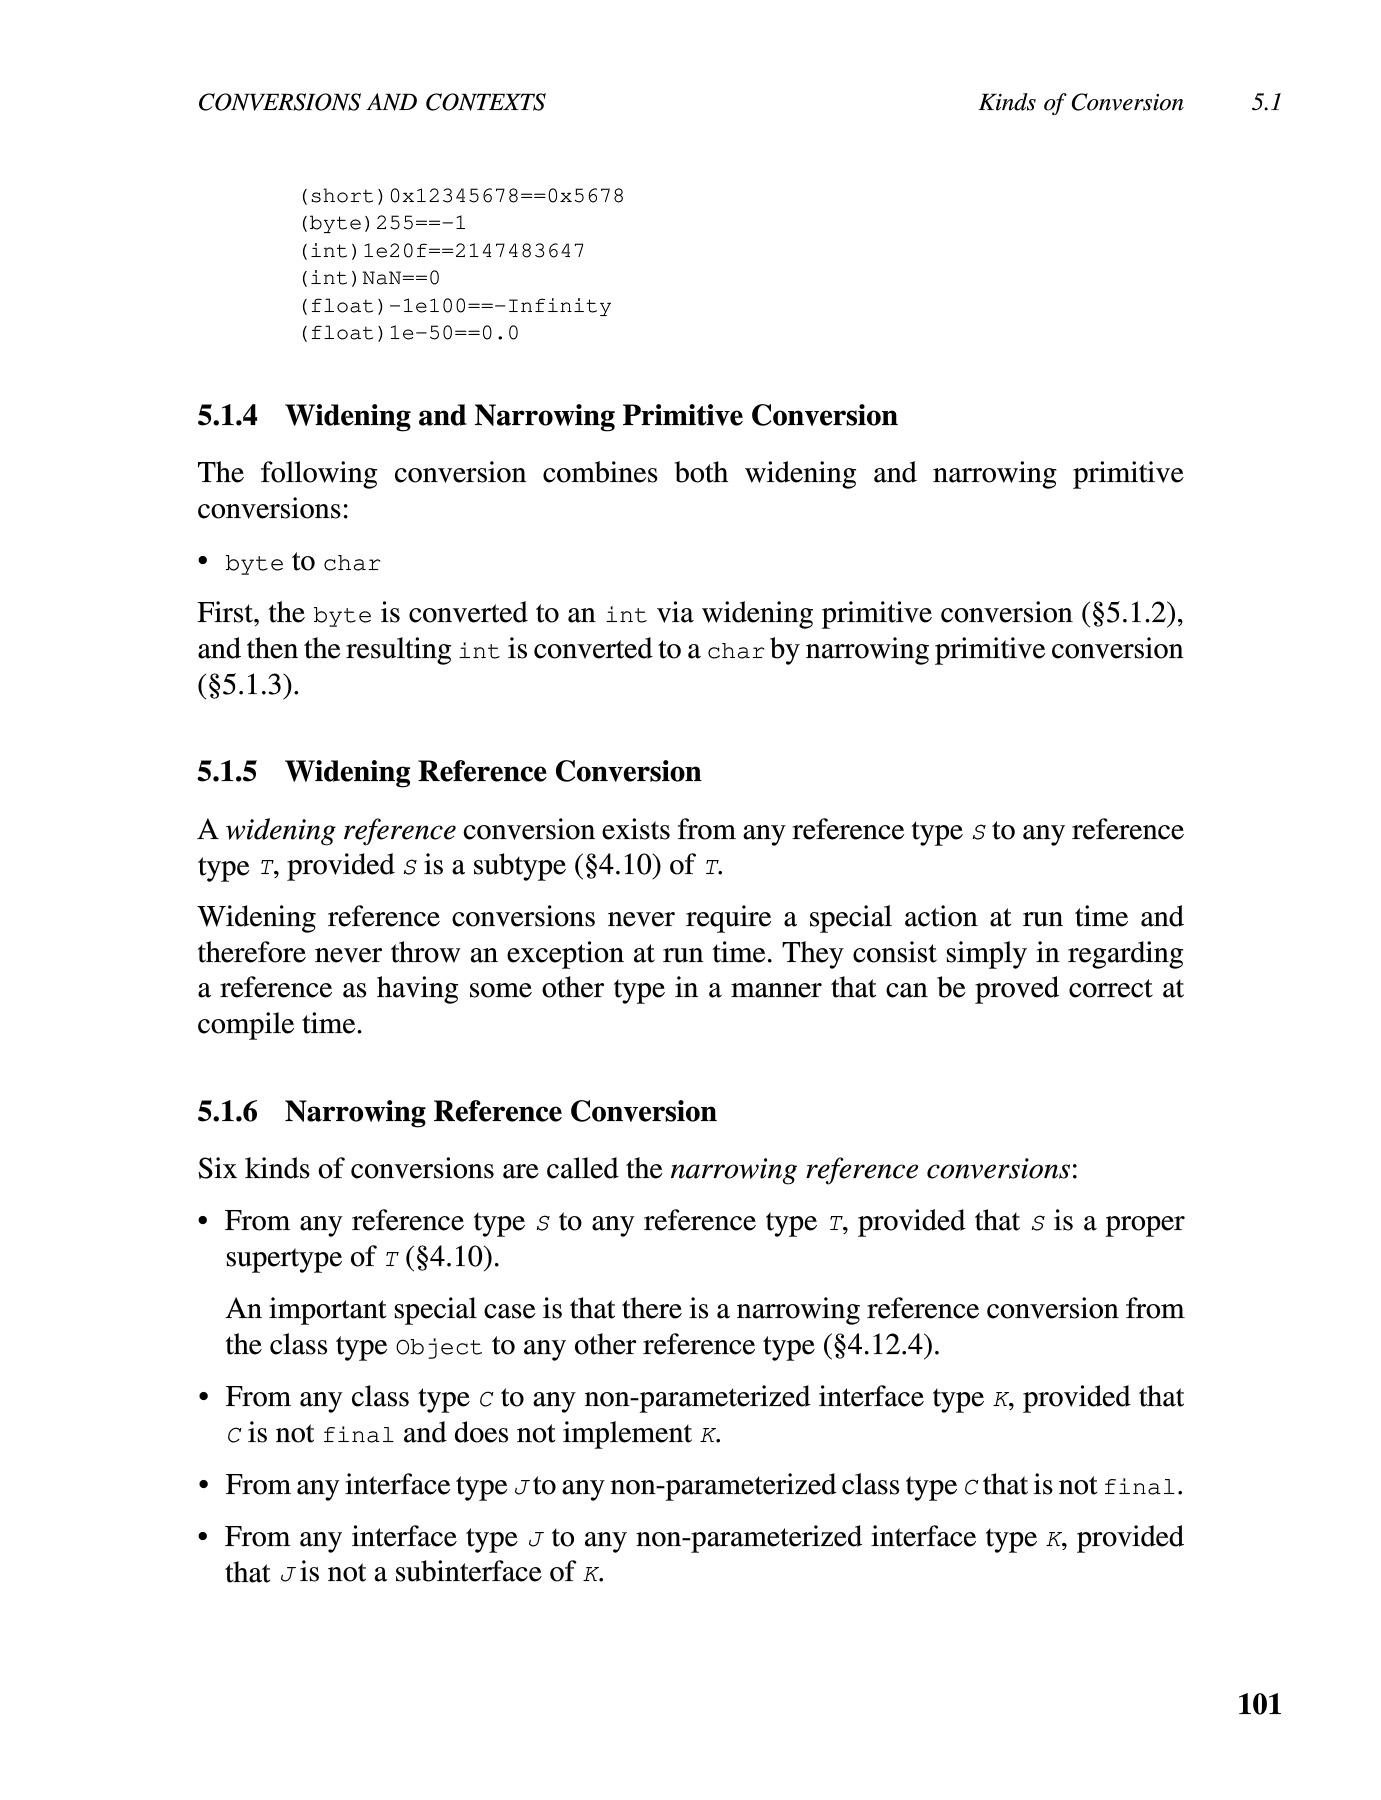 CONVERSIONS AND CONTEXTS Kinds of Conversion 5.1
(short)0x12345678==0x5678
(byte)255==-1
(int)1e20f==2147483647
(int)NaN==0
(float)-1e100==-Infinity
(float)1e-50==0.0
5.1.4 Widening and Narrowing Primitive Conversion
The following conversion combines both widening and narrowing primitive
conversions:
• byte to char
First, the byte is converted to an int via widening primitive conversion (§5.1.2),
and then the resulting int is converted to a char by narrowing primitive conversion
(§5.1.3).
5.1.5 Widening Reference Conversion
A widening reference conversion exists from any reference type S to any reference
type T, provided S is a subtype (§4.10) of T.
Widening reference conversions never require a special action at run time and
therefore never throw an exception at run time. They consist simply in regarding
a reference as having some other type in a manner that can be proved correct at
compile time.
5.1.6 Narrowing Reference Conversion
Six kinds of conversions are called the narrowing reference conversions:
• From any reference type S to any reference type T, provided that S is a proper
supertype of T (§4.10).
An important special case is that there is a narrowing reference conversion from
the class type Object to any other reference type (§4.12.4).
• From any class type C to any non-parameterized interface type K, provided that
C is not final and does not implement K.
• From any interface type J to any non-parameterized class type C that is not final.
• From any interface type J to any non-parameterized interface type K, provided
that J is not a subinterface of K.
101